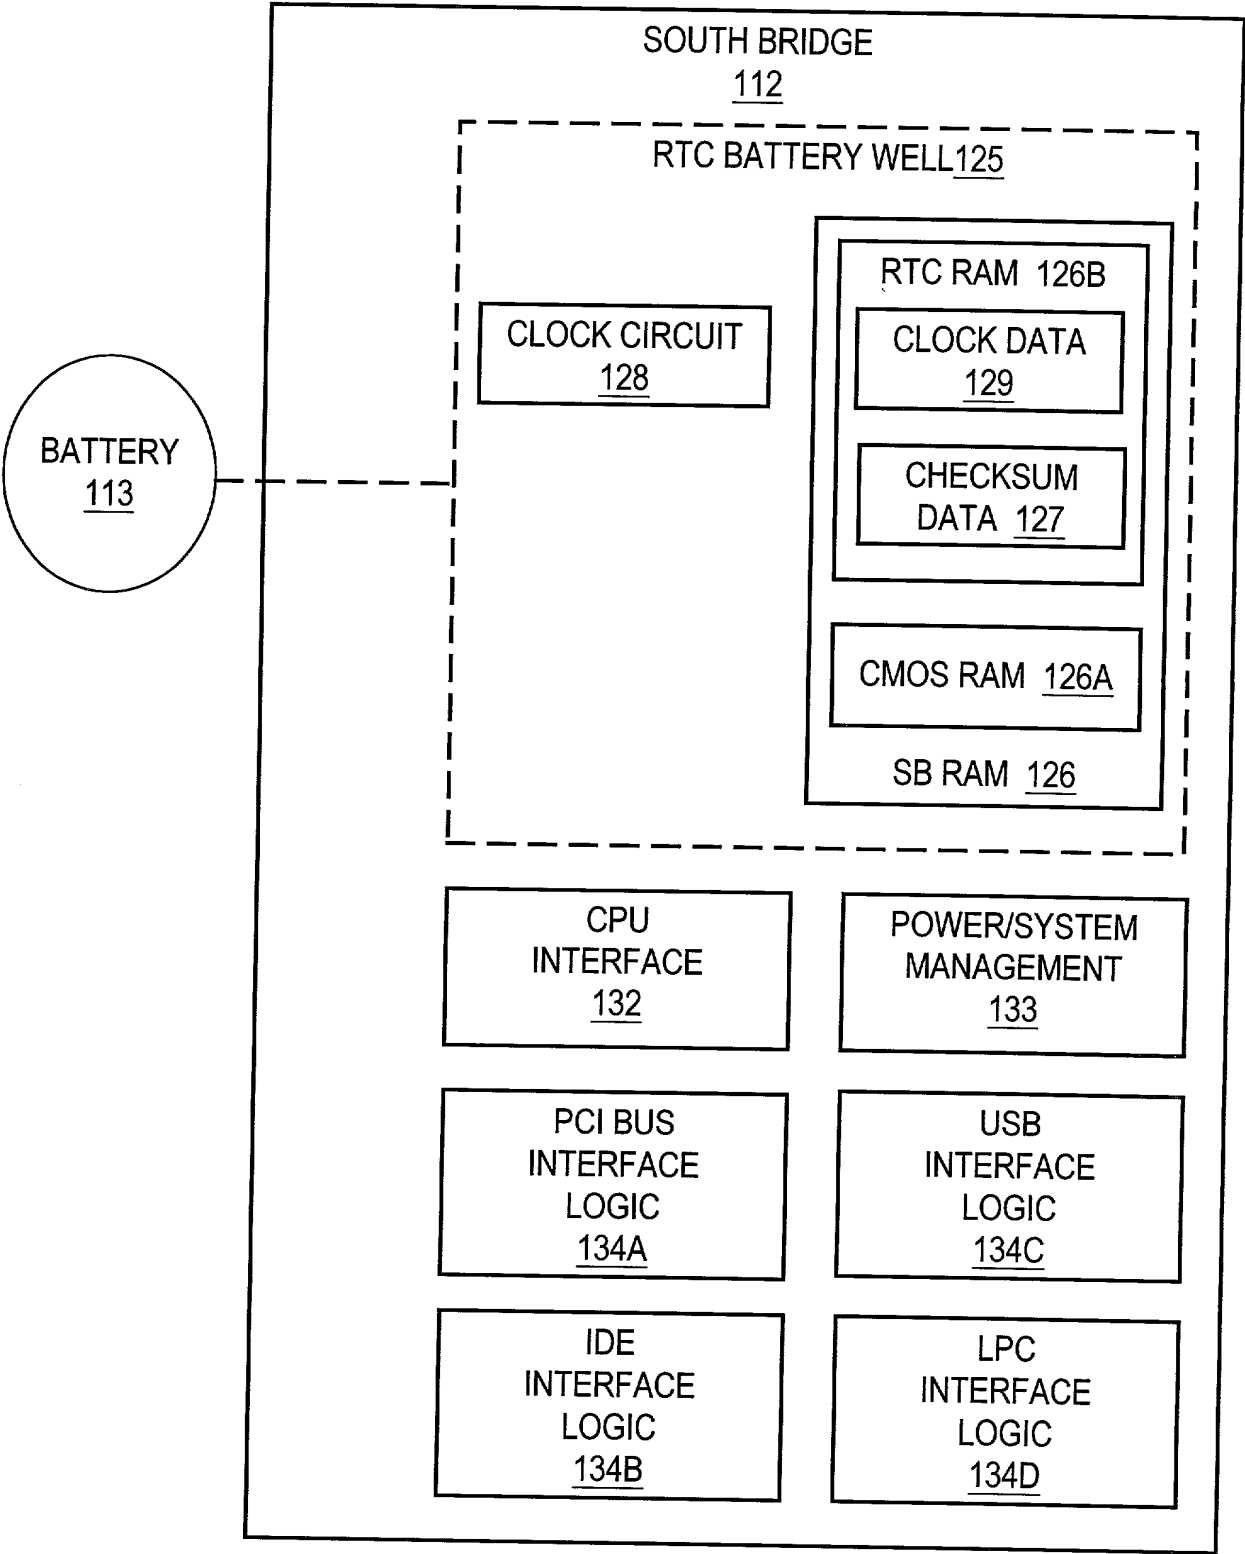 SOUTH BRIDGE
112
RTC BATTERY WELL125
RTC RAM 126B
CLOCK CIRCUIT
128
CLOCK DATA
129
BATTERY
113
CHECKSUM
DATA 127
CMOS RAM 126A
SB RAM 126
CPU
INTERFACE
132
POWER/SYSTEM
MANAGEMENT
133
PCI BUS
INTERFACE
LOGIC
134A
USB
INTERFACE
LOGIC
134C
IDE
INTERFACE
LOGIC
134B
LPC
INTERFACE
LOGIC
134D